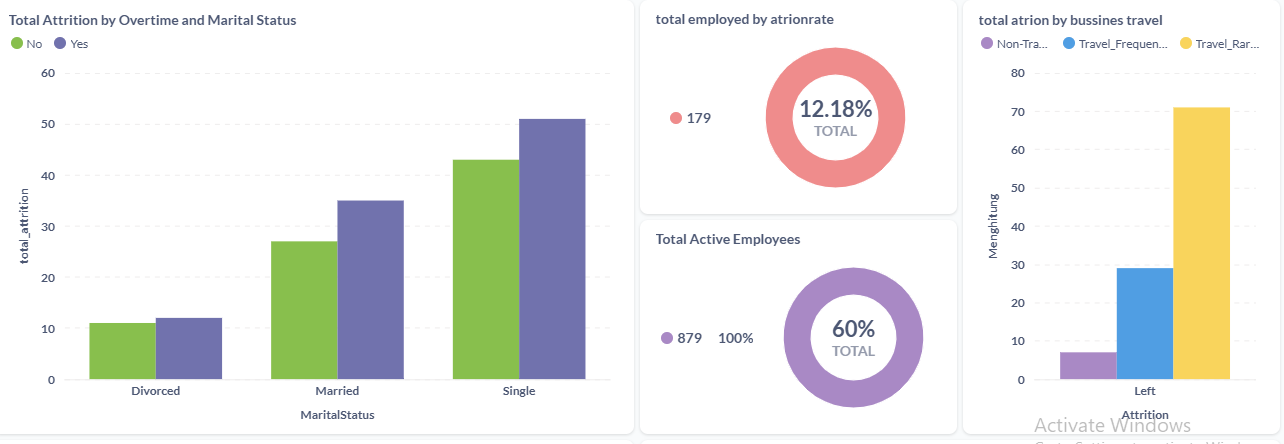 Total Attrition by Overtime and Marital Status
No Yes
60
50
40
30
20
10
0
total_attrition
Divorced Married Single
MaritalStatus
total employed by atrionrate
179
12.18%
TOTAL
Total Active Employees
879 100%
60%
TOTAL
total atrion by bussines travel
Non-Tra... Travel_Frequen... Travel_Rar...
80
70
60
50
40
30
20
10
0
Menghitung
Left
Attrition
Activate Windows